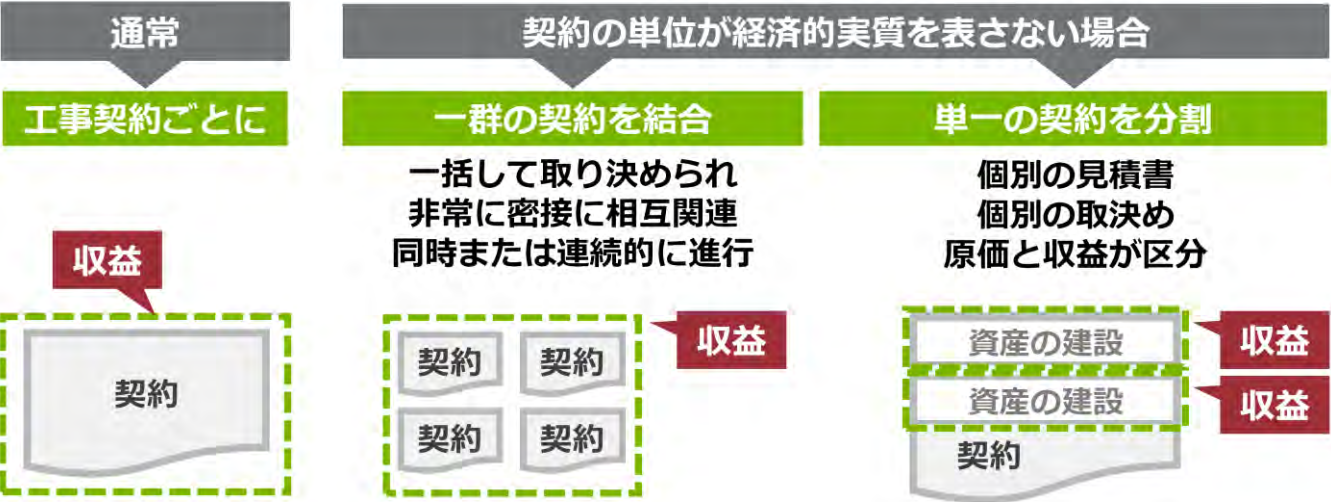 通常
工事契約ごとに
収益
契約
契約の単位が経済的実質を表さない場合
一群の契約を結合
一括して取り決められ
非常に密接に相互関連
同時または連続的に進行
収益
契約
契約
契約
契約
単一の契約を分割
個別の見積書
個別の取決め
原価と収益が区分
資産の建設
収益
資産の建設
収益
契約